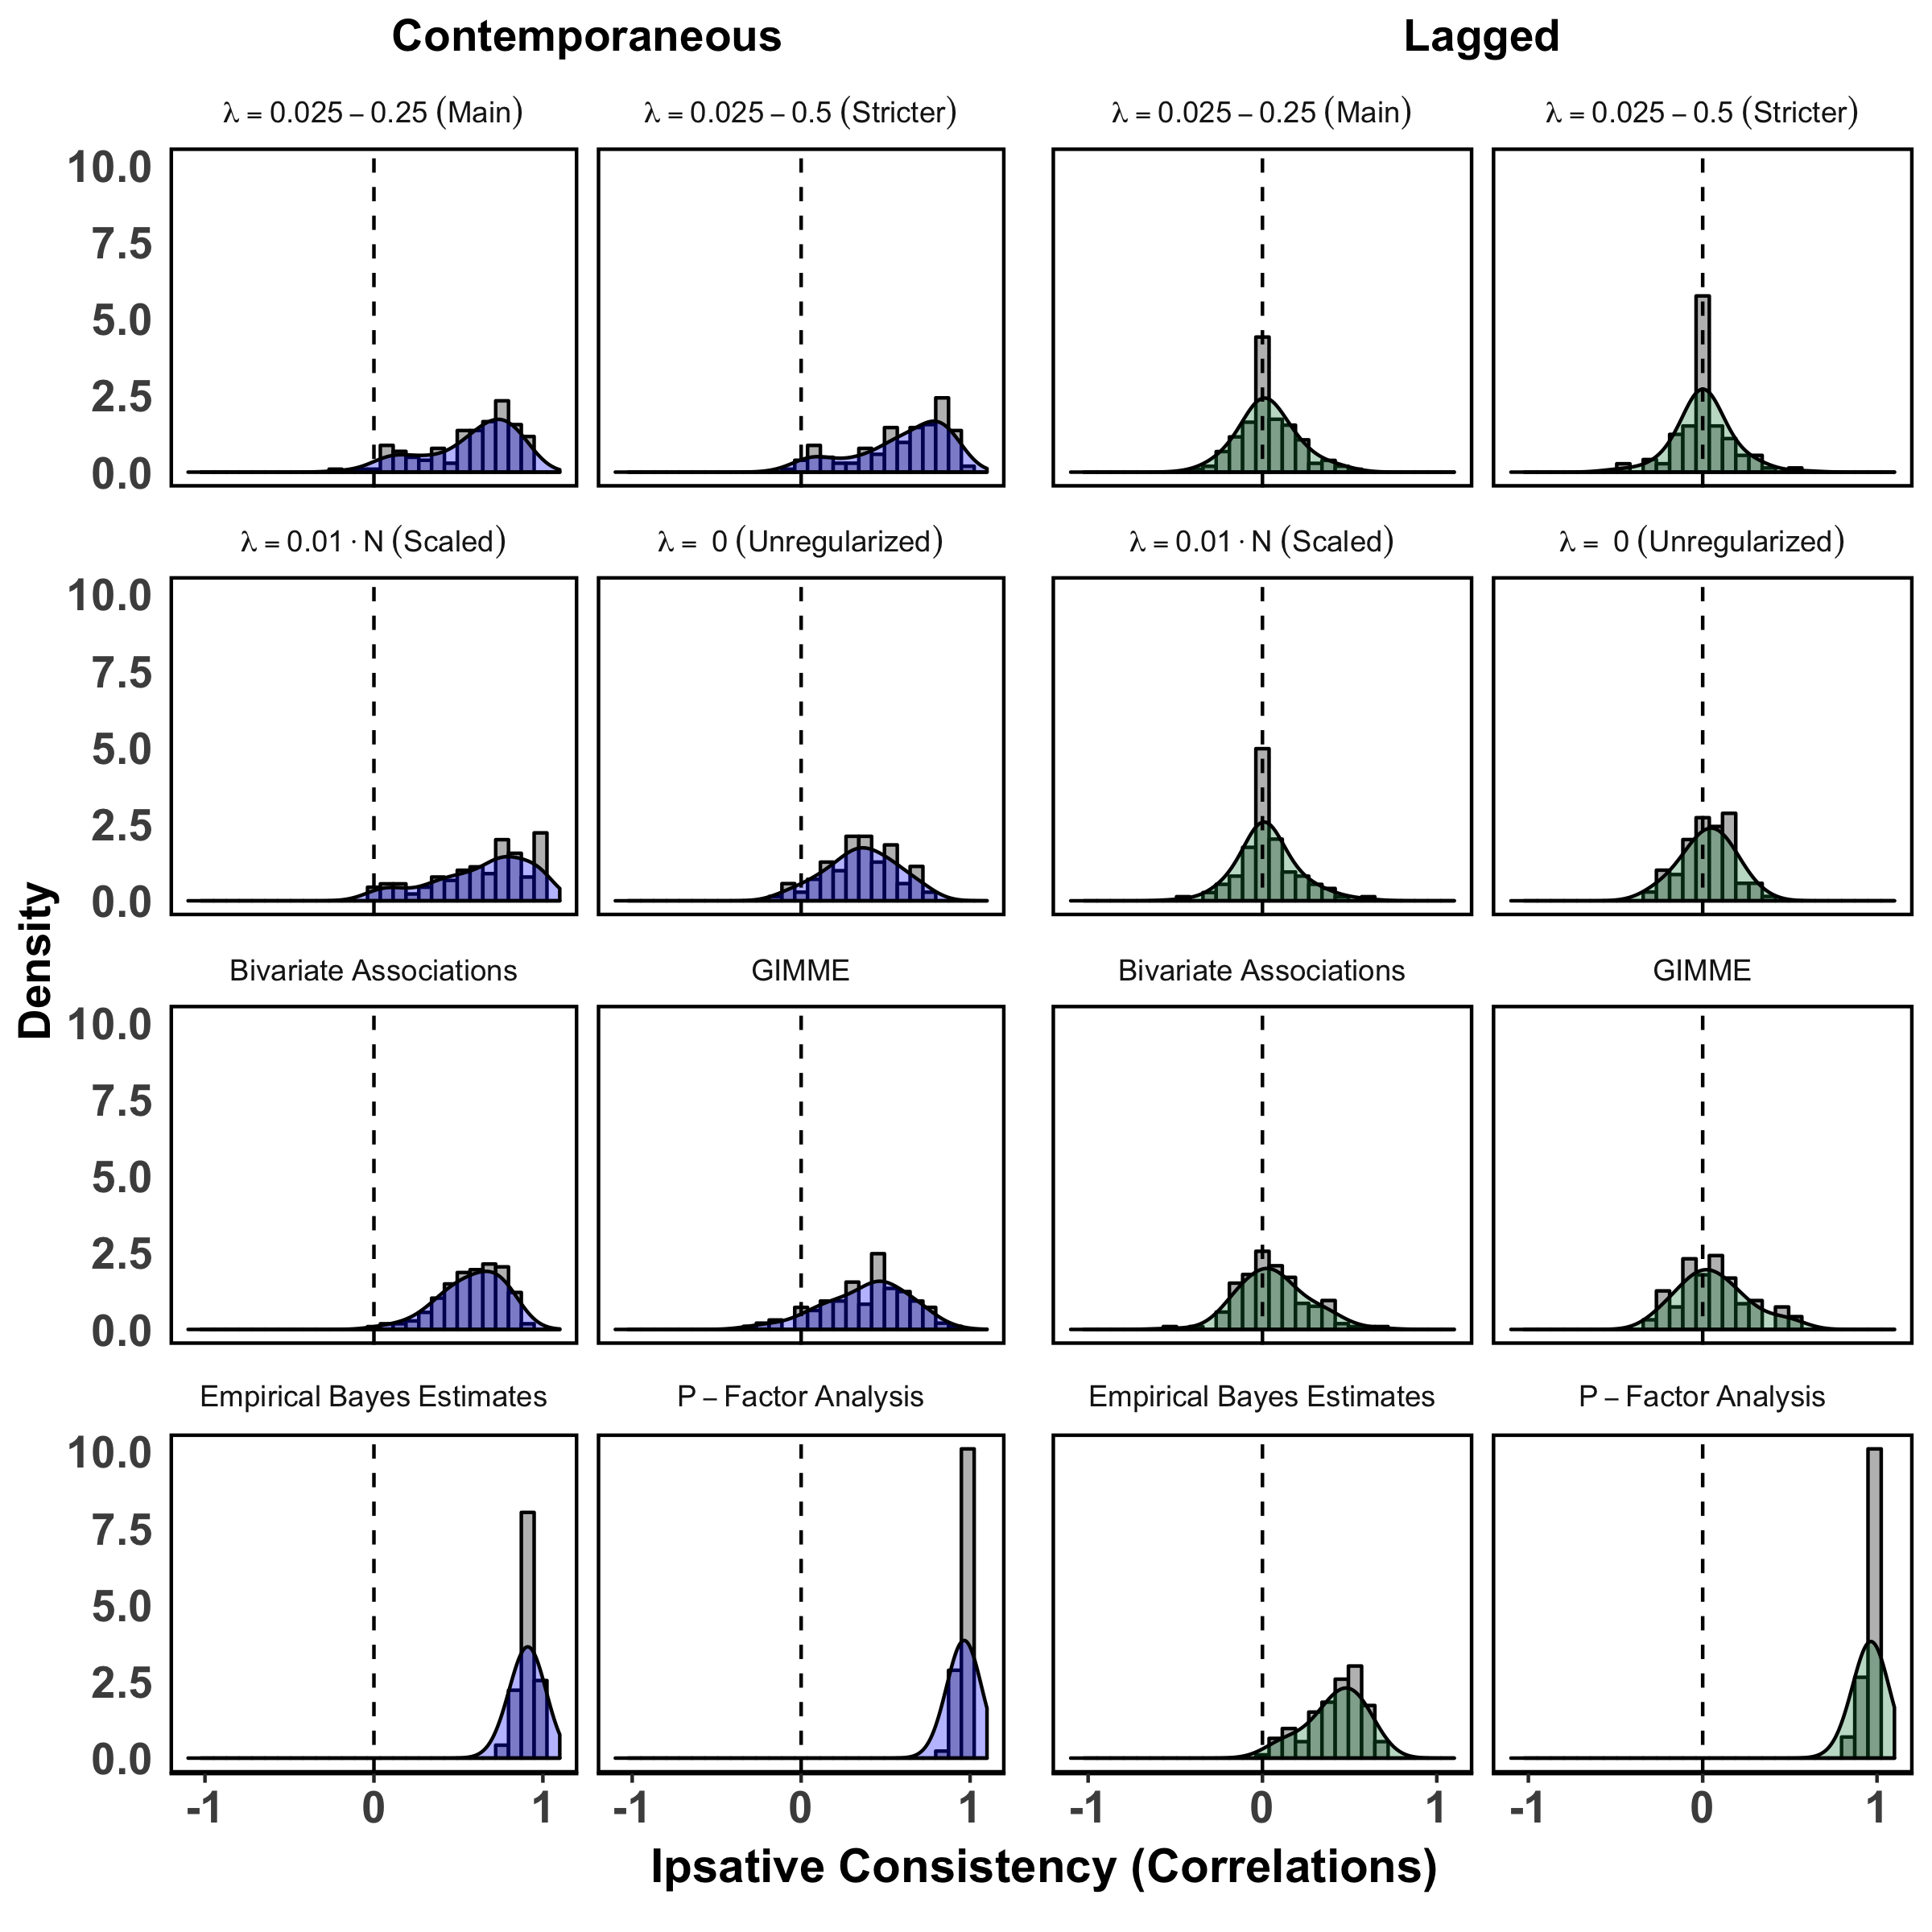 Contemporaneous Lagged
λ = 0.025 – 0.25 (Main) λ = 0.025 – 0.5 (Stricter) λ = 0.025 – 0.25 (Main) λ = 0.025 – 0.5 (Stricter)
10.0
7.5
5.0
2.5
0.0
λ = 0.01 · N (Scaled) λ = 0 (Unregularized) λ = 0.01 · N (Scaled) λ = 0 (Unregularized)
10.0
7.5
5.0
2.5
0.0
Density
Bivariate Associations GIMME Bivariate Associations GIMME
10.0
7.5
5.0
2.5
0.0
Empirical Bayes Estimates P – Factor Analysis Empirical Bayes Estimates P – Factor Analysis
10.0
7.5
5.0
2.5
0.0
-1 0 1 -1 0 1 -1 0 1 -1 0 1
Ipsative Consistency (Correlations)